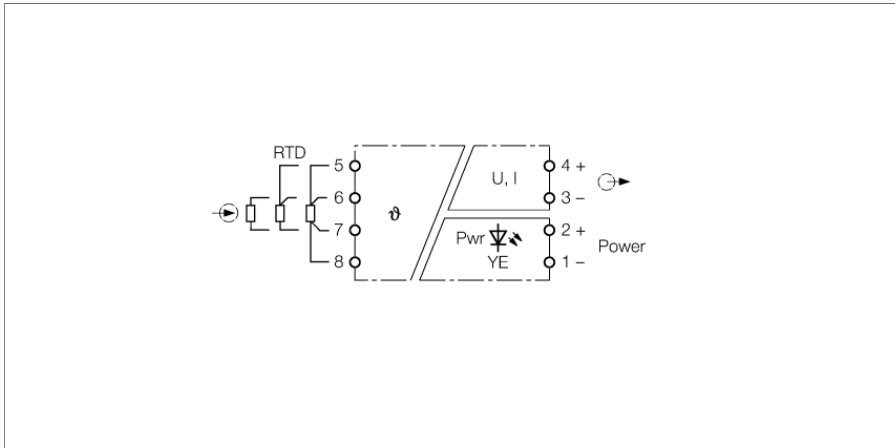 RTD
5
6
7
8
ϑ
U, I
4 +
3 –
Pwr
YE
2 +
1 –
Power